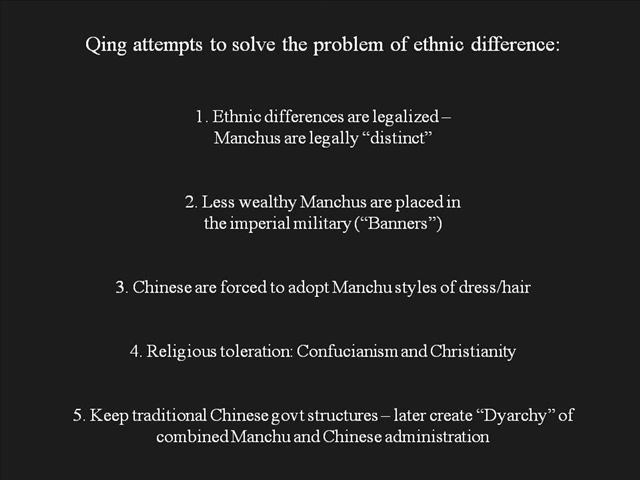 Qing attempts to solve the problem of ethnic difference:
1. Ethnic differences are legalized –
Manchus are legally “distinct”
2. Less wealthy Manchus are placed in
the imperial military (“Banners”)
3. Chinese are forced to adopt Manchu styles of dress/hair
4. Religious toleration: Confucianism and Christianity
5. Keep traditional Chinese govt structures – later create “Dyarchy” of
combined Manchu and Chinese administration